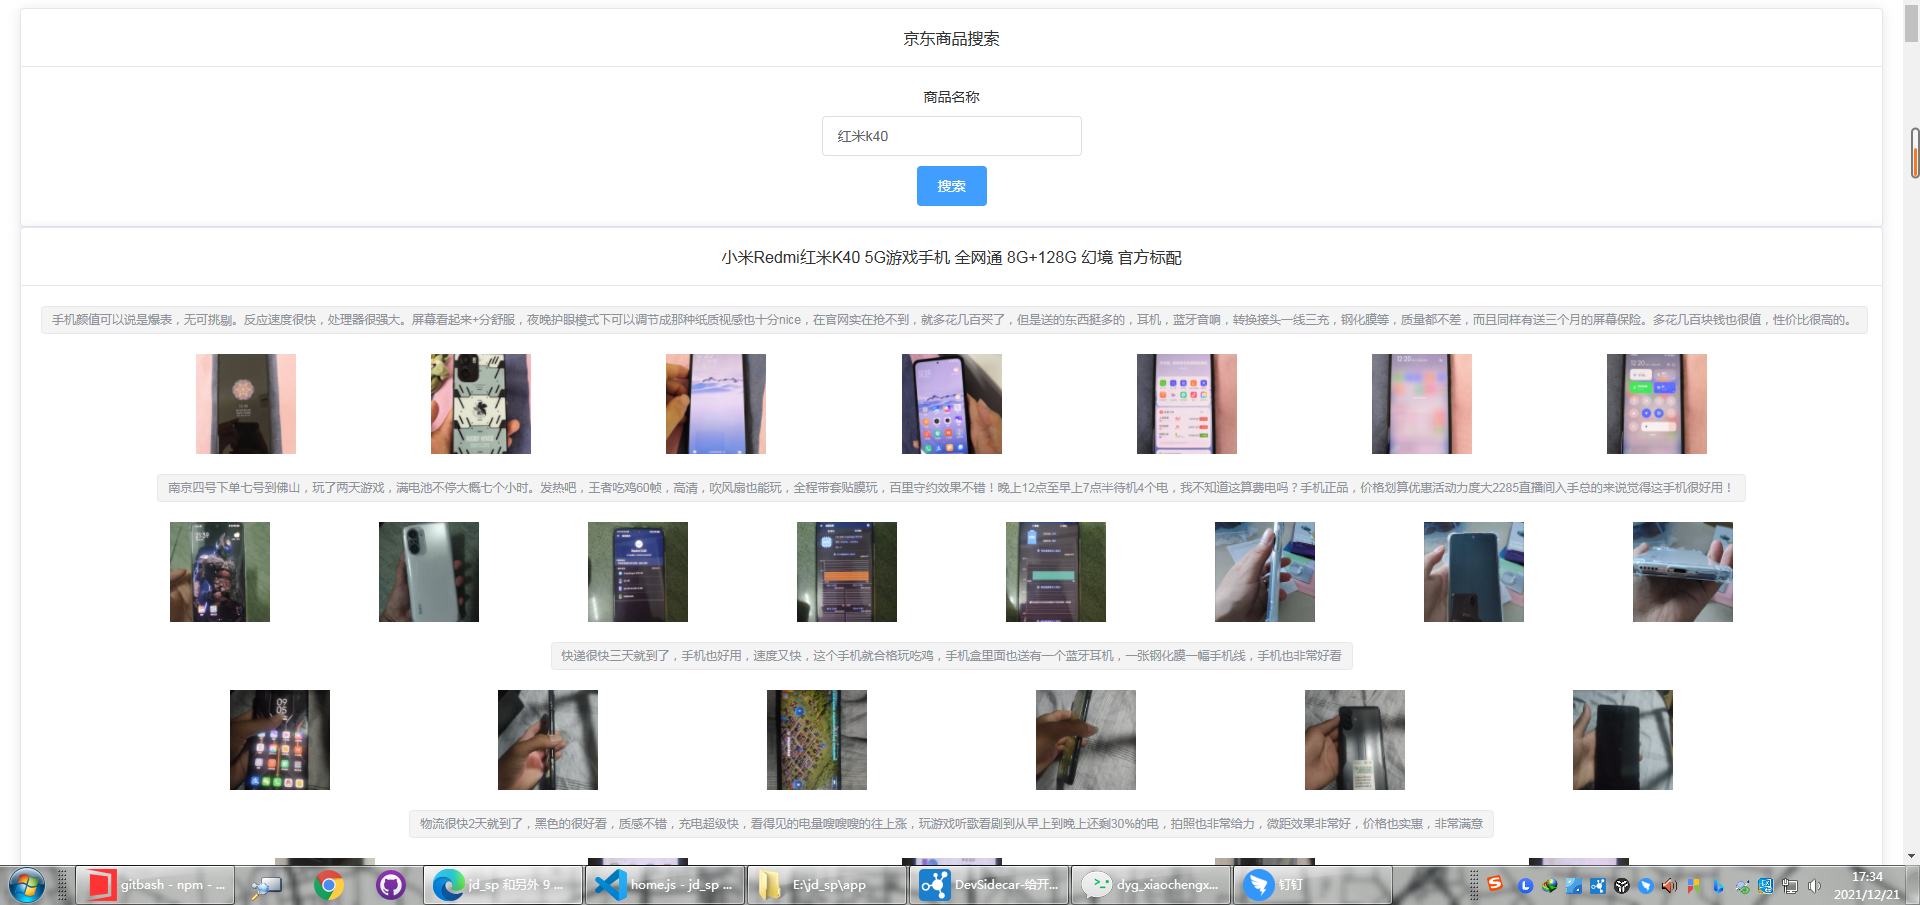 京东商品搜索
商品名称
红米k40
搜索
小米Redmi红米K40 5G游戏手机 全网通 8G+128G 幻境 官方标配
手机颜值可以说是爆表，无可挑剔。反应速度很快，处理器很强大。屏幕看起来+分舒服，夜晚护眼模式下可以调节成那种纸质视感也十分nice，在官网实在抢不到，就多花几百买了，但是送的东西挺多的，耳机，蓝牙音响，转换接头一线三充，钢化膜等，质量都不差，而且同样有送三个月的屏幕保险。多花几百块钱也很值，性价比很高的。
南京四号下单七号到佛山，玩了两天游戏，满电池不停大概七个小时。发热吧，王者吃鸡60帧，高清，吹风扇也能玩，全程带套贴膜玩，百里守约效果不错！晚上12点至早上7点半待机4个电，我不知道这算费电吗？手机正品，价格划算优惠活动力度大2285直播间入手总的来说觉得这手机很好用！
快递很快三天就到了，手机也好用，速度又快，这个手机就合格玩吃鸡，手机盒里面也送有一个蓝牙耳机，一张钢化膜一幅手机线，手机也非常好看
物流很快2天就到了，黑色的很好看，质感不错，充电超级快，看得见的电量嗖嗖嗖的往上涨，玩游戏听歌看剧到从早上到晚上还剩30%的电，拍照也非常给力，微距效果非常好，价格也实惠，非常满意
gitbash - npm - ...
jd_sp 和另外 9 ...
home.js - jd_sp ...
E:\jd_sp\app
DevSidecar-给开...
dyg_xiaochengx...
钉钉
17:34
2021/12/21